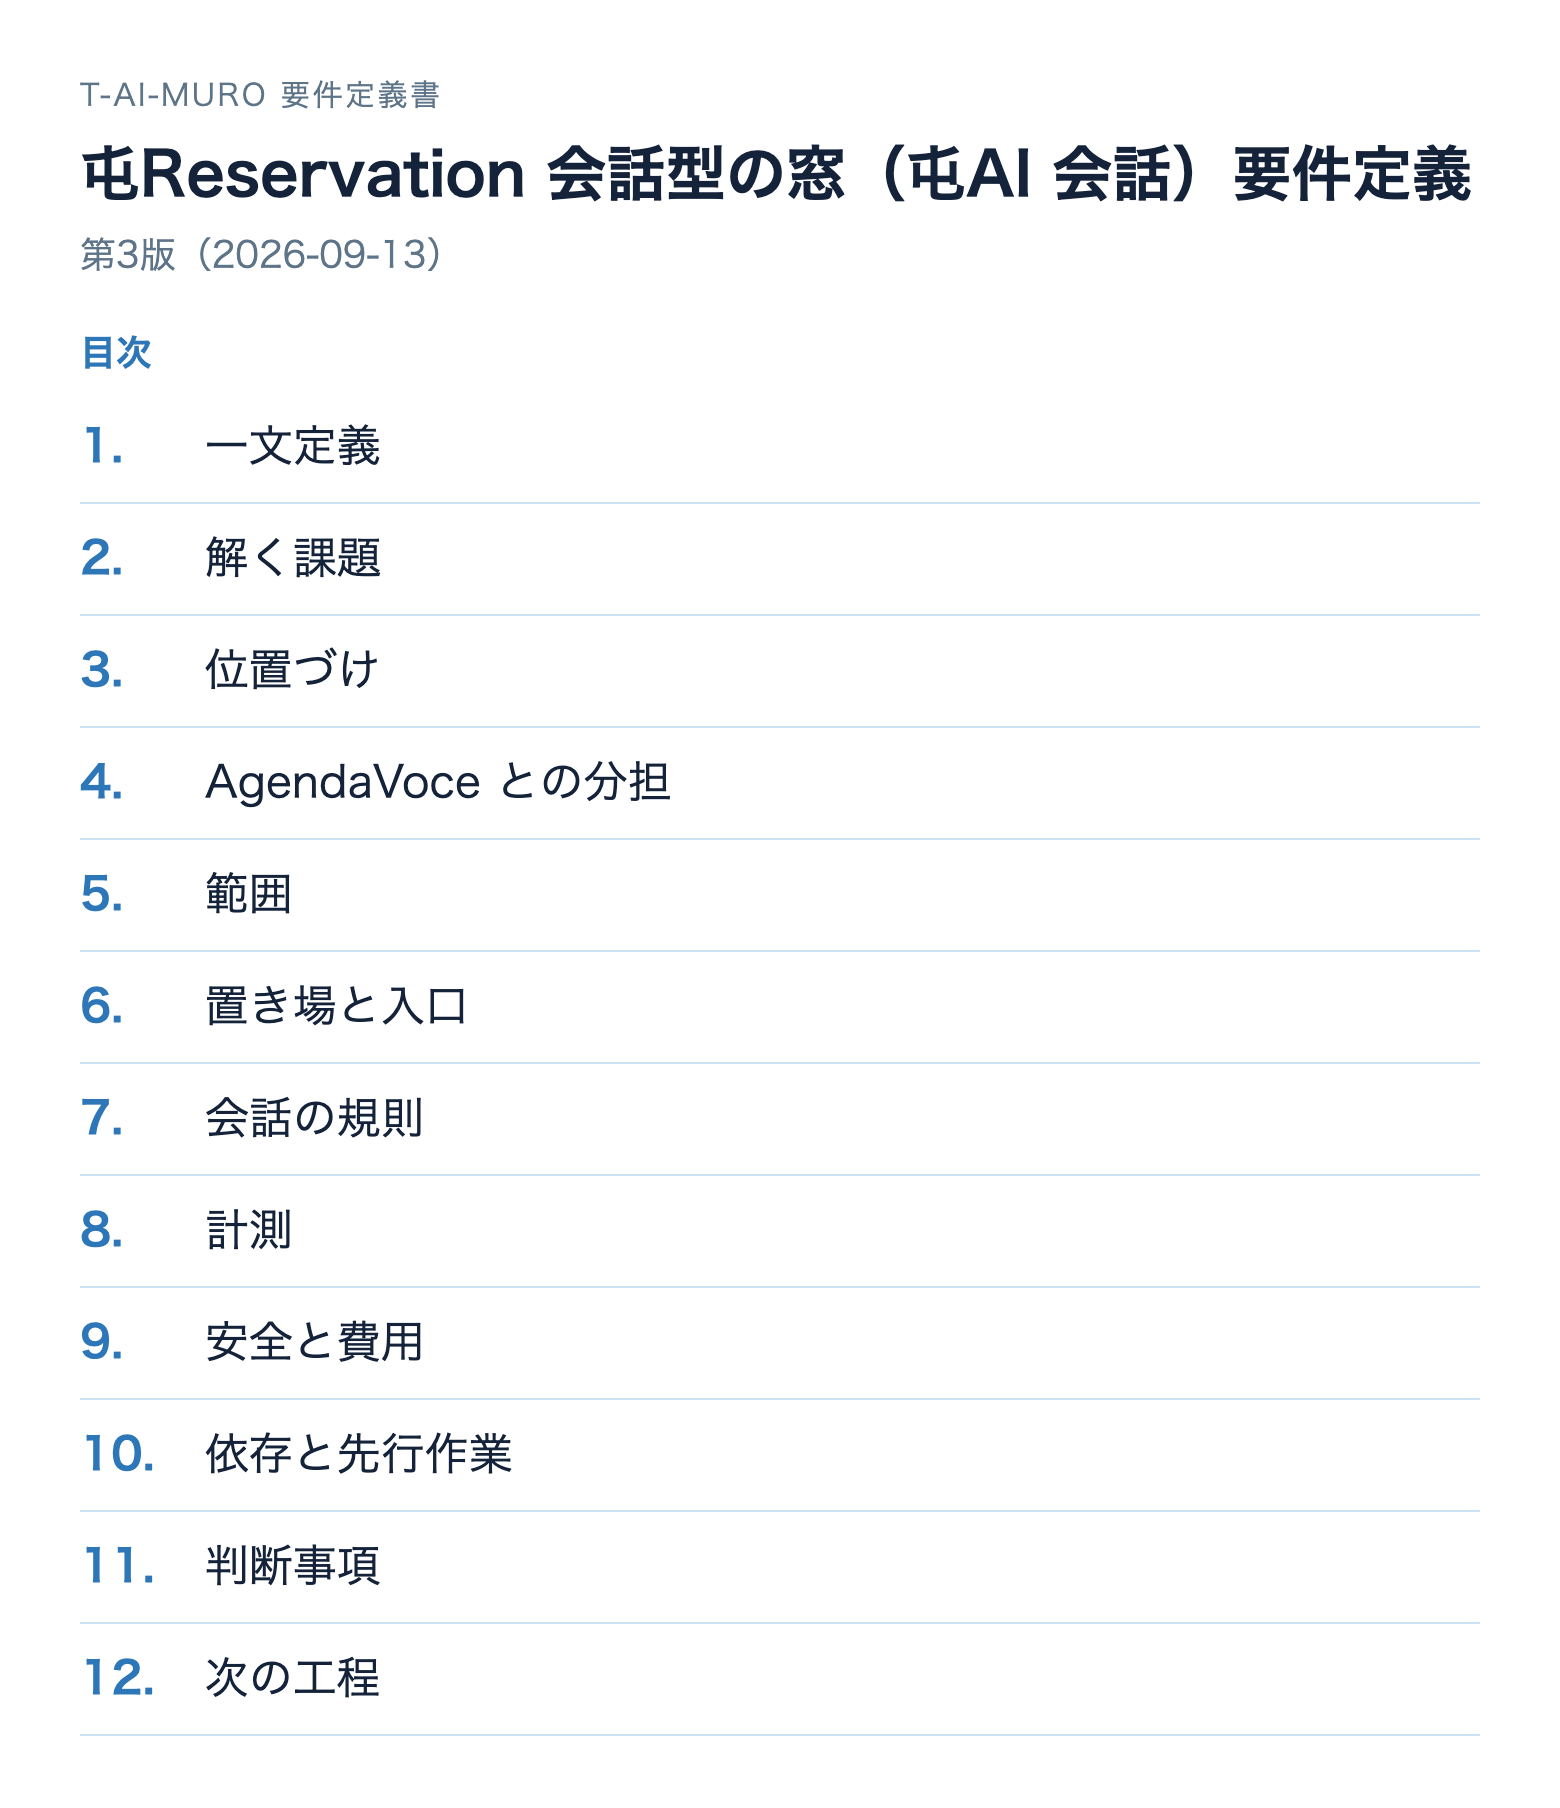 T-AI-MURO 要件定義書
屯Reservation 会話型の窓（屯AI 会話）要件定義
第3版（2026-09-13）
目次
1. 一文定義
2. 解く課題
3. 位置づけ
4. AgendaVoce との分担
5. 範囲
6. 置き場と入口
7. 会話の規則
8. 計測
9. 安全と費用
10. 依存と先行作業
11. 判断事項
12. 次の工程